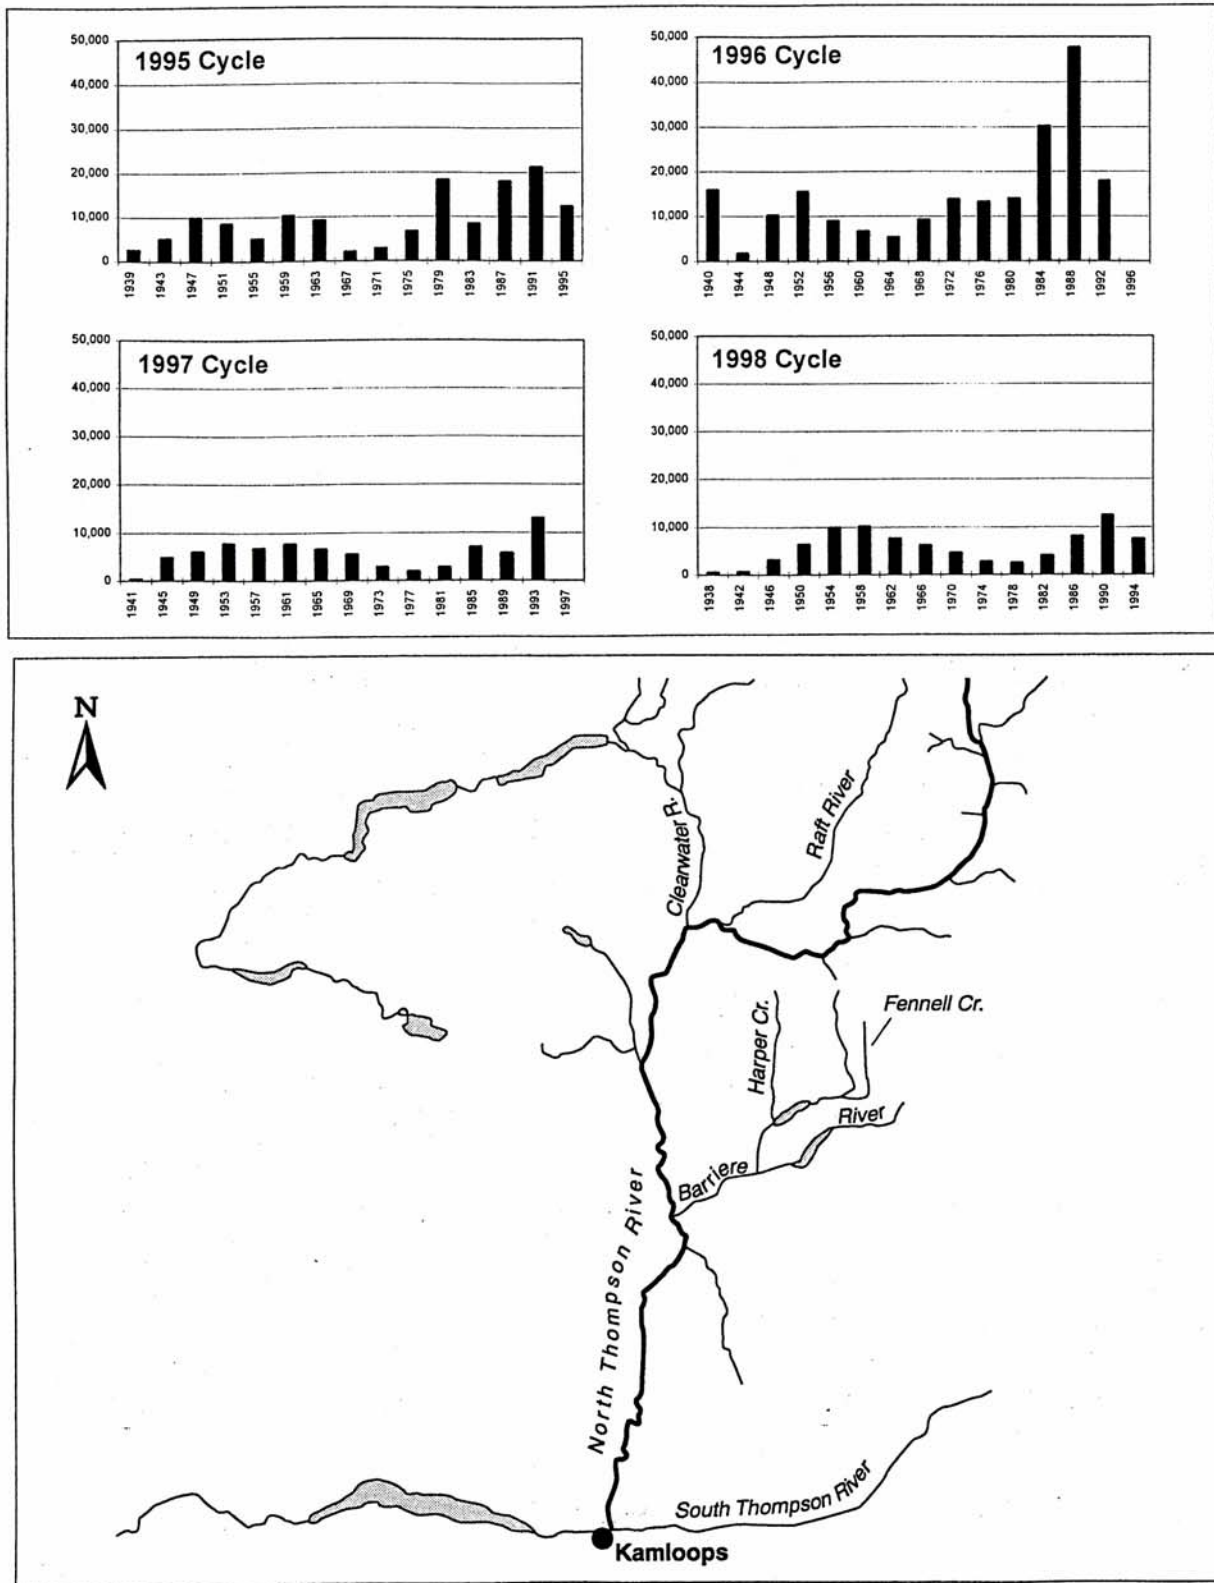 1995 Cycle
50,000
40,000
30,000
20,000
10,000
0
1939 1943 1947 1951 1955 1959 1963 1967 1971 1975 1979 1983 1987 1991 1995
1996 Cycle
50,000
40,000
30,000
20,000
10,000
0
1940 1944 1948 1952 1956 1960 1964 1968 1972 1976 1980 1984 1988 1992 1996
1997 Cycle
50,000
40,000
30,000
20,000
10,000
0
1941 1945 1949 1953 1957 1961 1965 1969 1973 1977 1981 1985 1989 1993 1997
1998 Cycle
50,000
40,000
30,000
20,000
10,000
0
1938 1942 1946 1950 1954 1958 1962 1966 1970 1974 1978 1982 1986 1990 1994
N
Clearwater R.
Raft River
Harper Cr.
Fennell Cr.
Barriere River
North Thompson River
South Thompson River
Kamloops